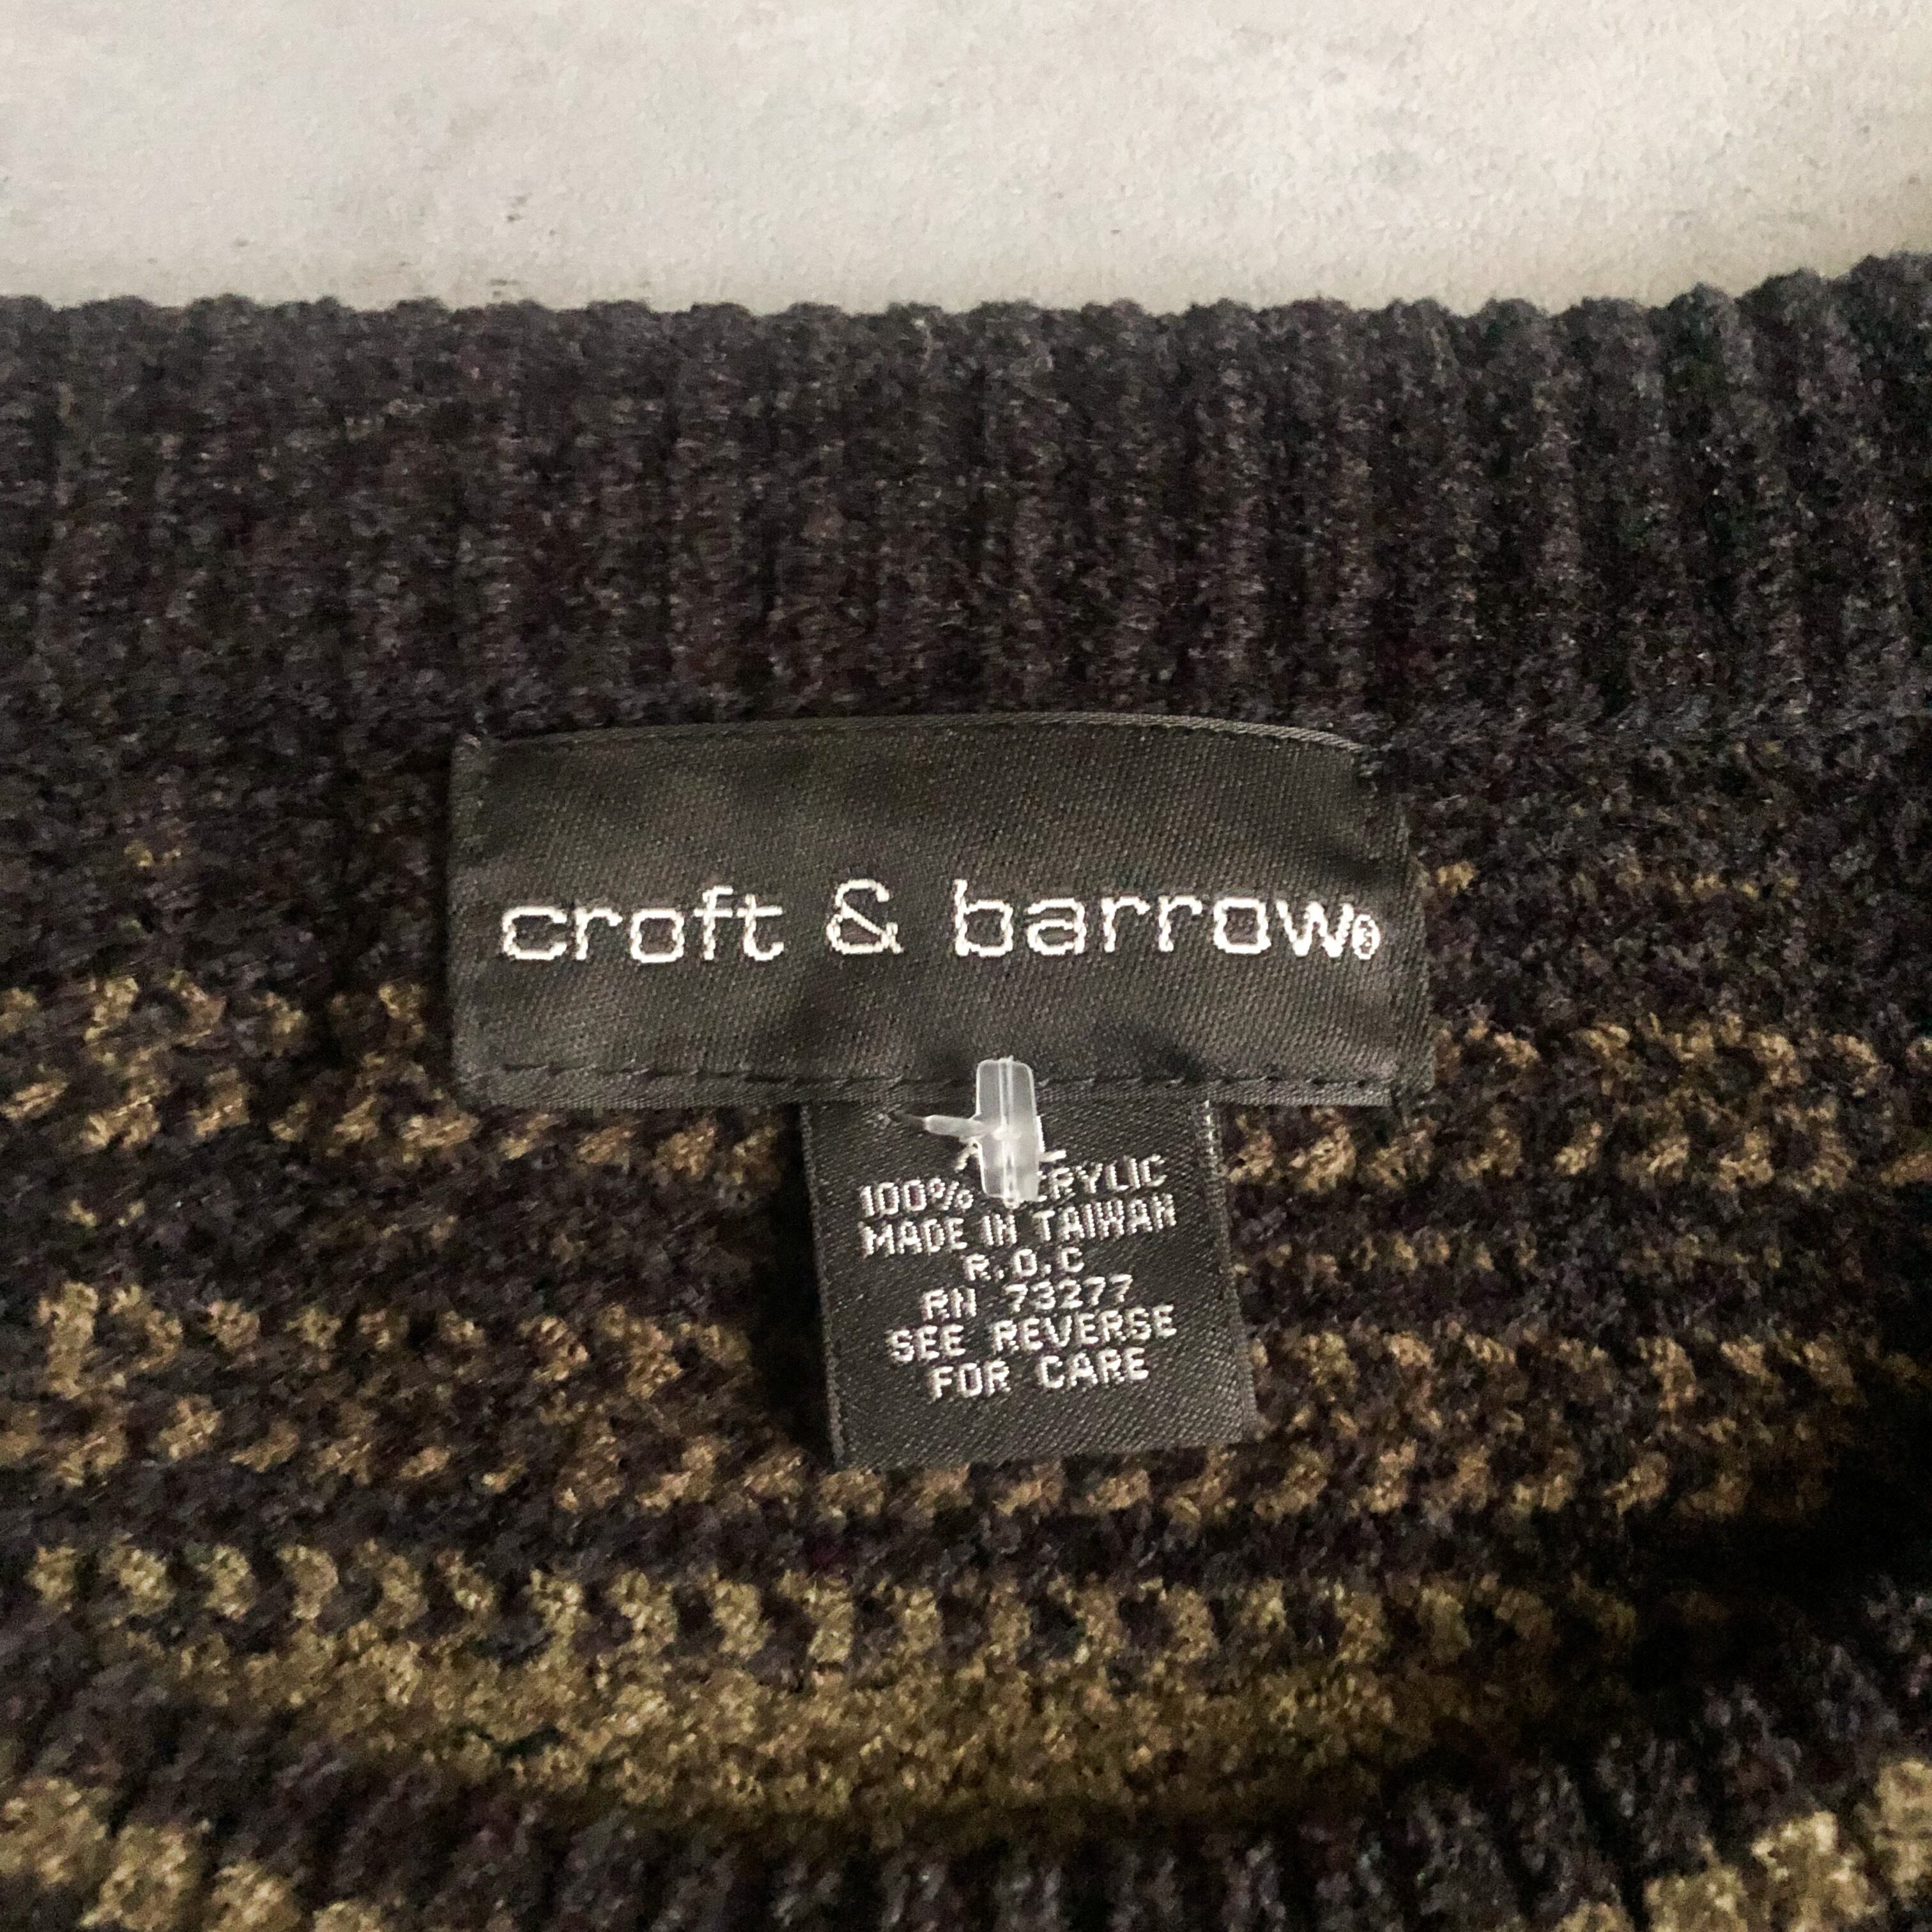 croft & barrow®
100% ACRYLIC
MADE IN TAIWAN
R.O.C
RN 73277
SEE REVERSE
FOR CARE